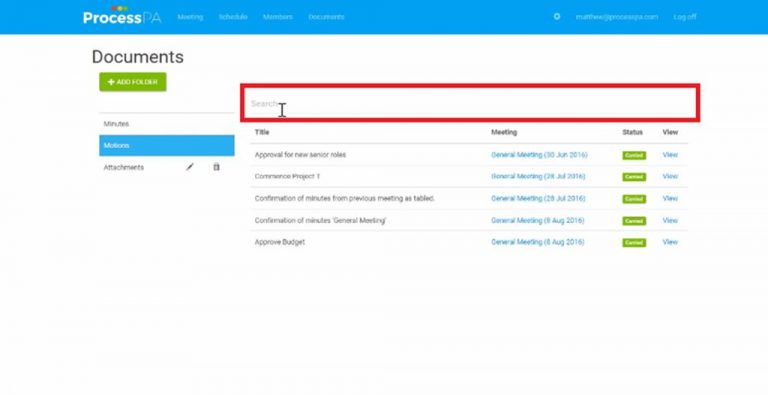 ProcessPA Meeting Schedule Members Documents matthew@processpa.com Log off
Documents
+ ADD FOLDER
Search
Minutes
Motions
Attachments
Title Meeting Status View
Approval for new senior roles General Meeting (30 Jun 2016) Carried View
Commence Project T General Meeting (28 Jul 2016) Carried View
Confirmation of minutes from previous meeting as tabled. General Meeting (28 Jul 2016) Carried View
Confirmation of minutes 'General Meeting' General Meeting (8 Aug 2016) Carried View
Approve Budget General Meeting (8 Aug 2016) Carried View